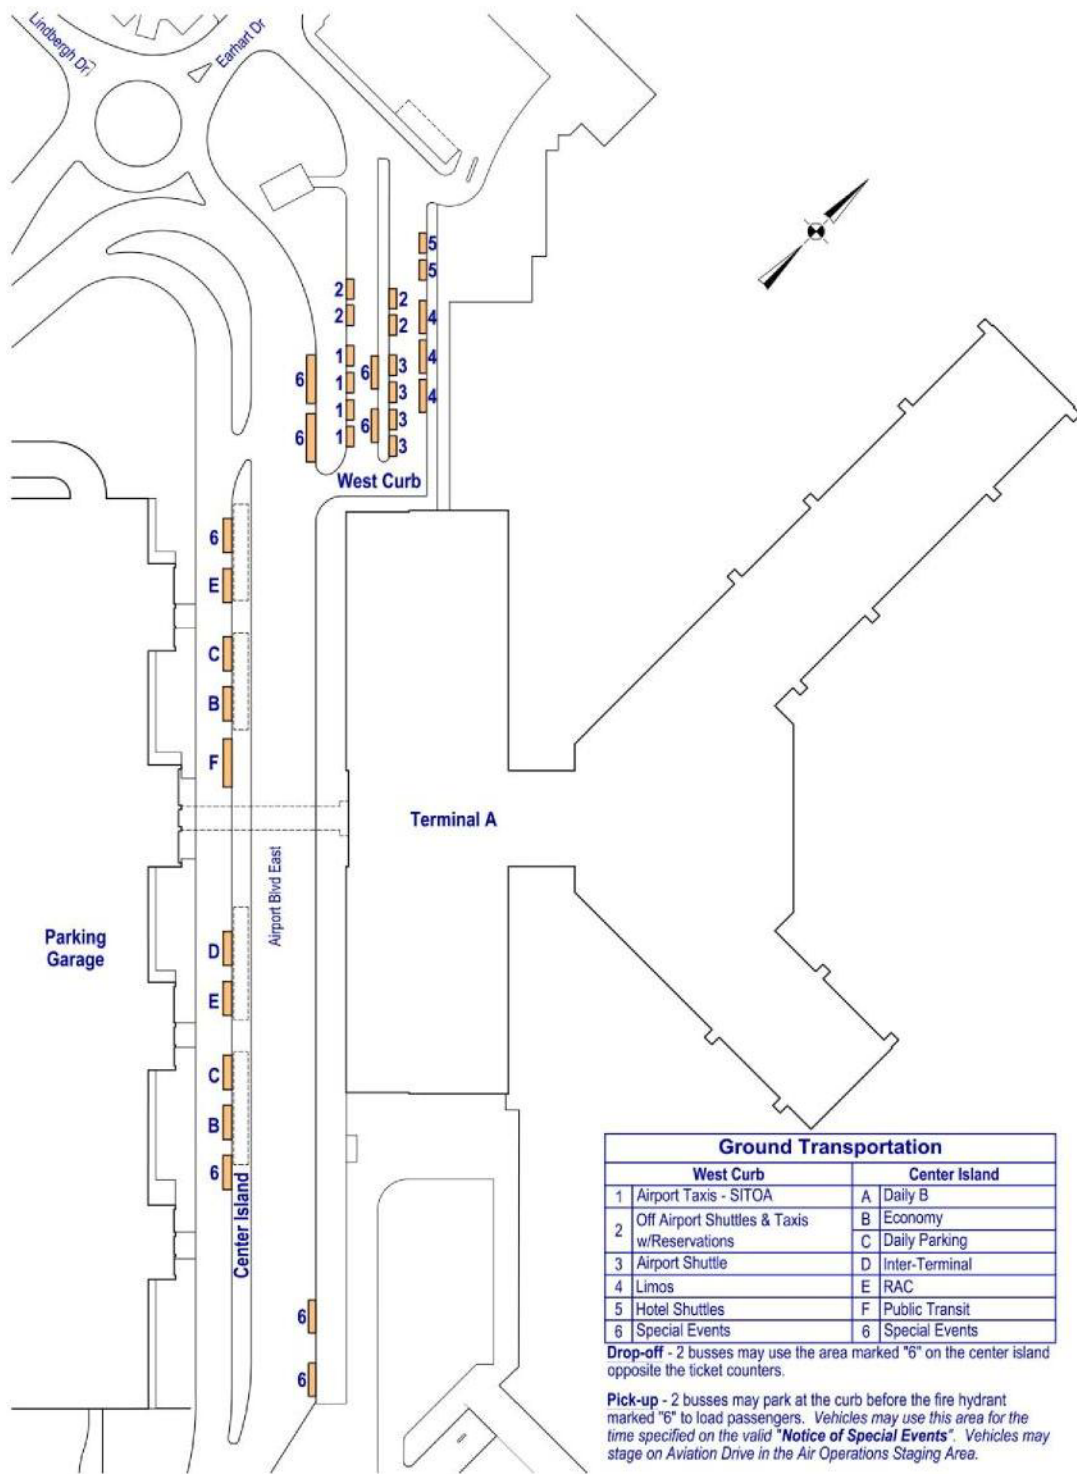 Lindbergh Dr
Earhart Dr
5
5
2
2
2
2
4
1
6
6
3
4
1
3
4
1
6
6
3
1
3
West Curb
6
E
C
B
F
Terminal A
Airport Blvd East
Parking
Garage
D
E
C
B
6
Center Island
6
6
Ground Transportation
West Curb Center Island
1 Airport Taxis - SITOA A Daily B
2 Off Airport Shuttles & Taxis
w/Reservations
B Economy
C Daily Parking
3 Airport Shuttle D Inter-Terminal
4 Limos E RAC
5 Hotel Shuttles F Public Transit
6 Special Events 6 Special Events
Drop-off - 2 busses may use the area marked "6" on the center island
opposite the ticket counters.
Pick-up - 2 busses may park at the curb before the fire hydrant
marked "6" to load passengers. Vehicles may use this area for the
time specified on the valid "Notice of Special Events". Vehicles may
stage on Aviation Drive in the Air Operations Staging Area.